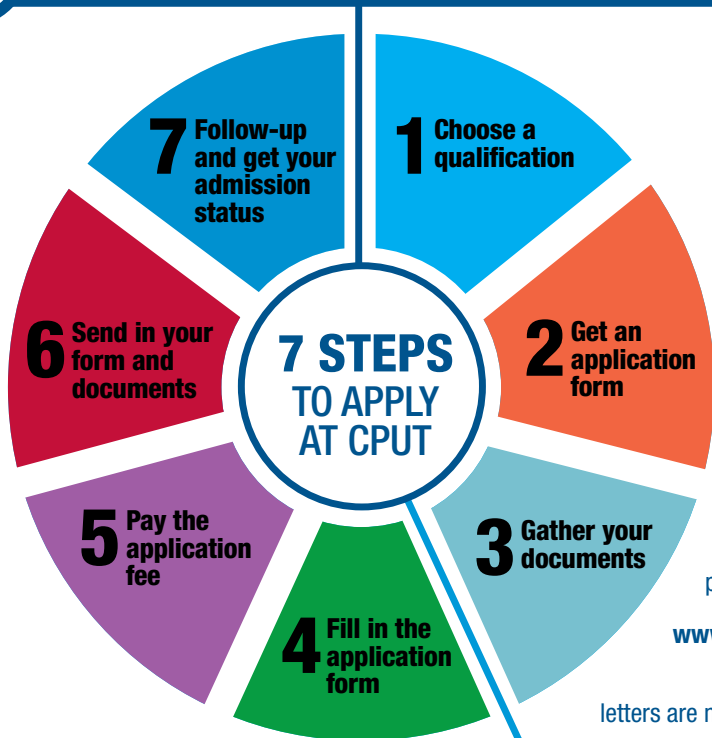 7 STEPS
TO APPLY
AT CPUT
1 Choose a
qualification
2 Get an
application
form
3 Gather your
documents
4 Fill in the
application
form
5 Pay the
application
fee
6 Send in your
form and
documents
7 Follow-up
and get your
admission
status
letters are